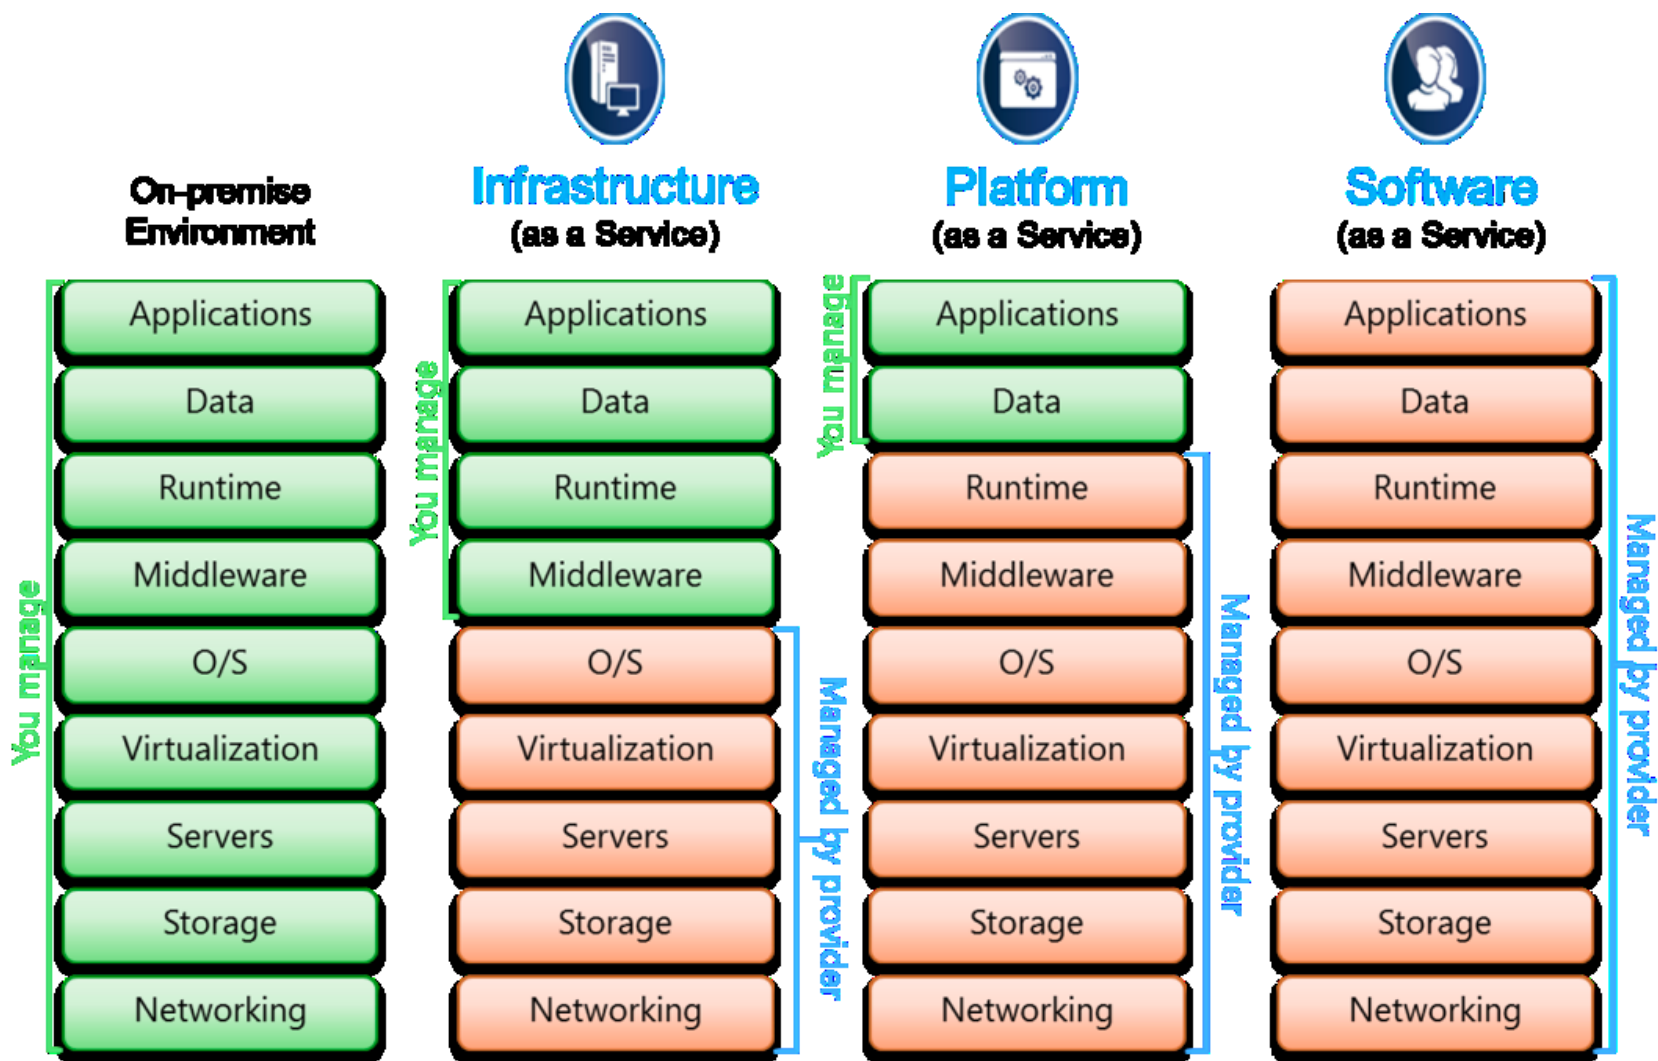 On-premise
Environment
You manage
Applications
Data
Runtime
Middleware
O/S
Virtualization
Servers
Storage
Networking
Infrastructure
(as a Service)
You manage
Applications
Data
Runtime
Middleware
O/S
Virtualization
Servers
Storage
Networking
Managed by provider
Platform
(as a Service)
You manage
Applications
Data
Runtime
Middleware
O/S
Virtualization
Servers
Storage
Networking
Managed by provider
Software
(as a Service)
Applications
Data
Runtime
Middleware
O/S
Virtualization
Servers
Storage
Networking
Managed by provider